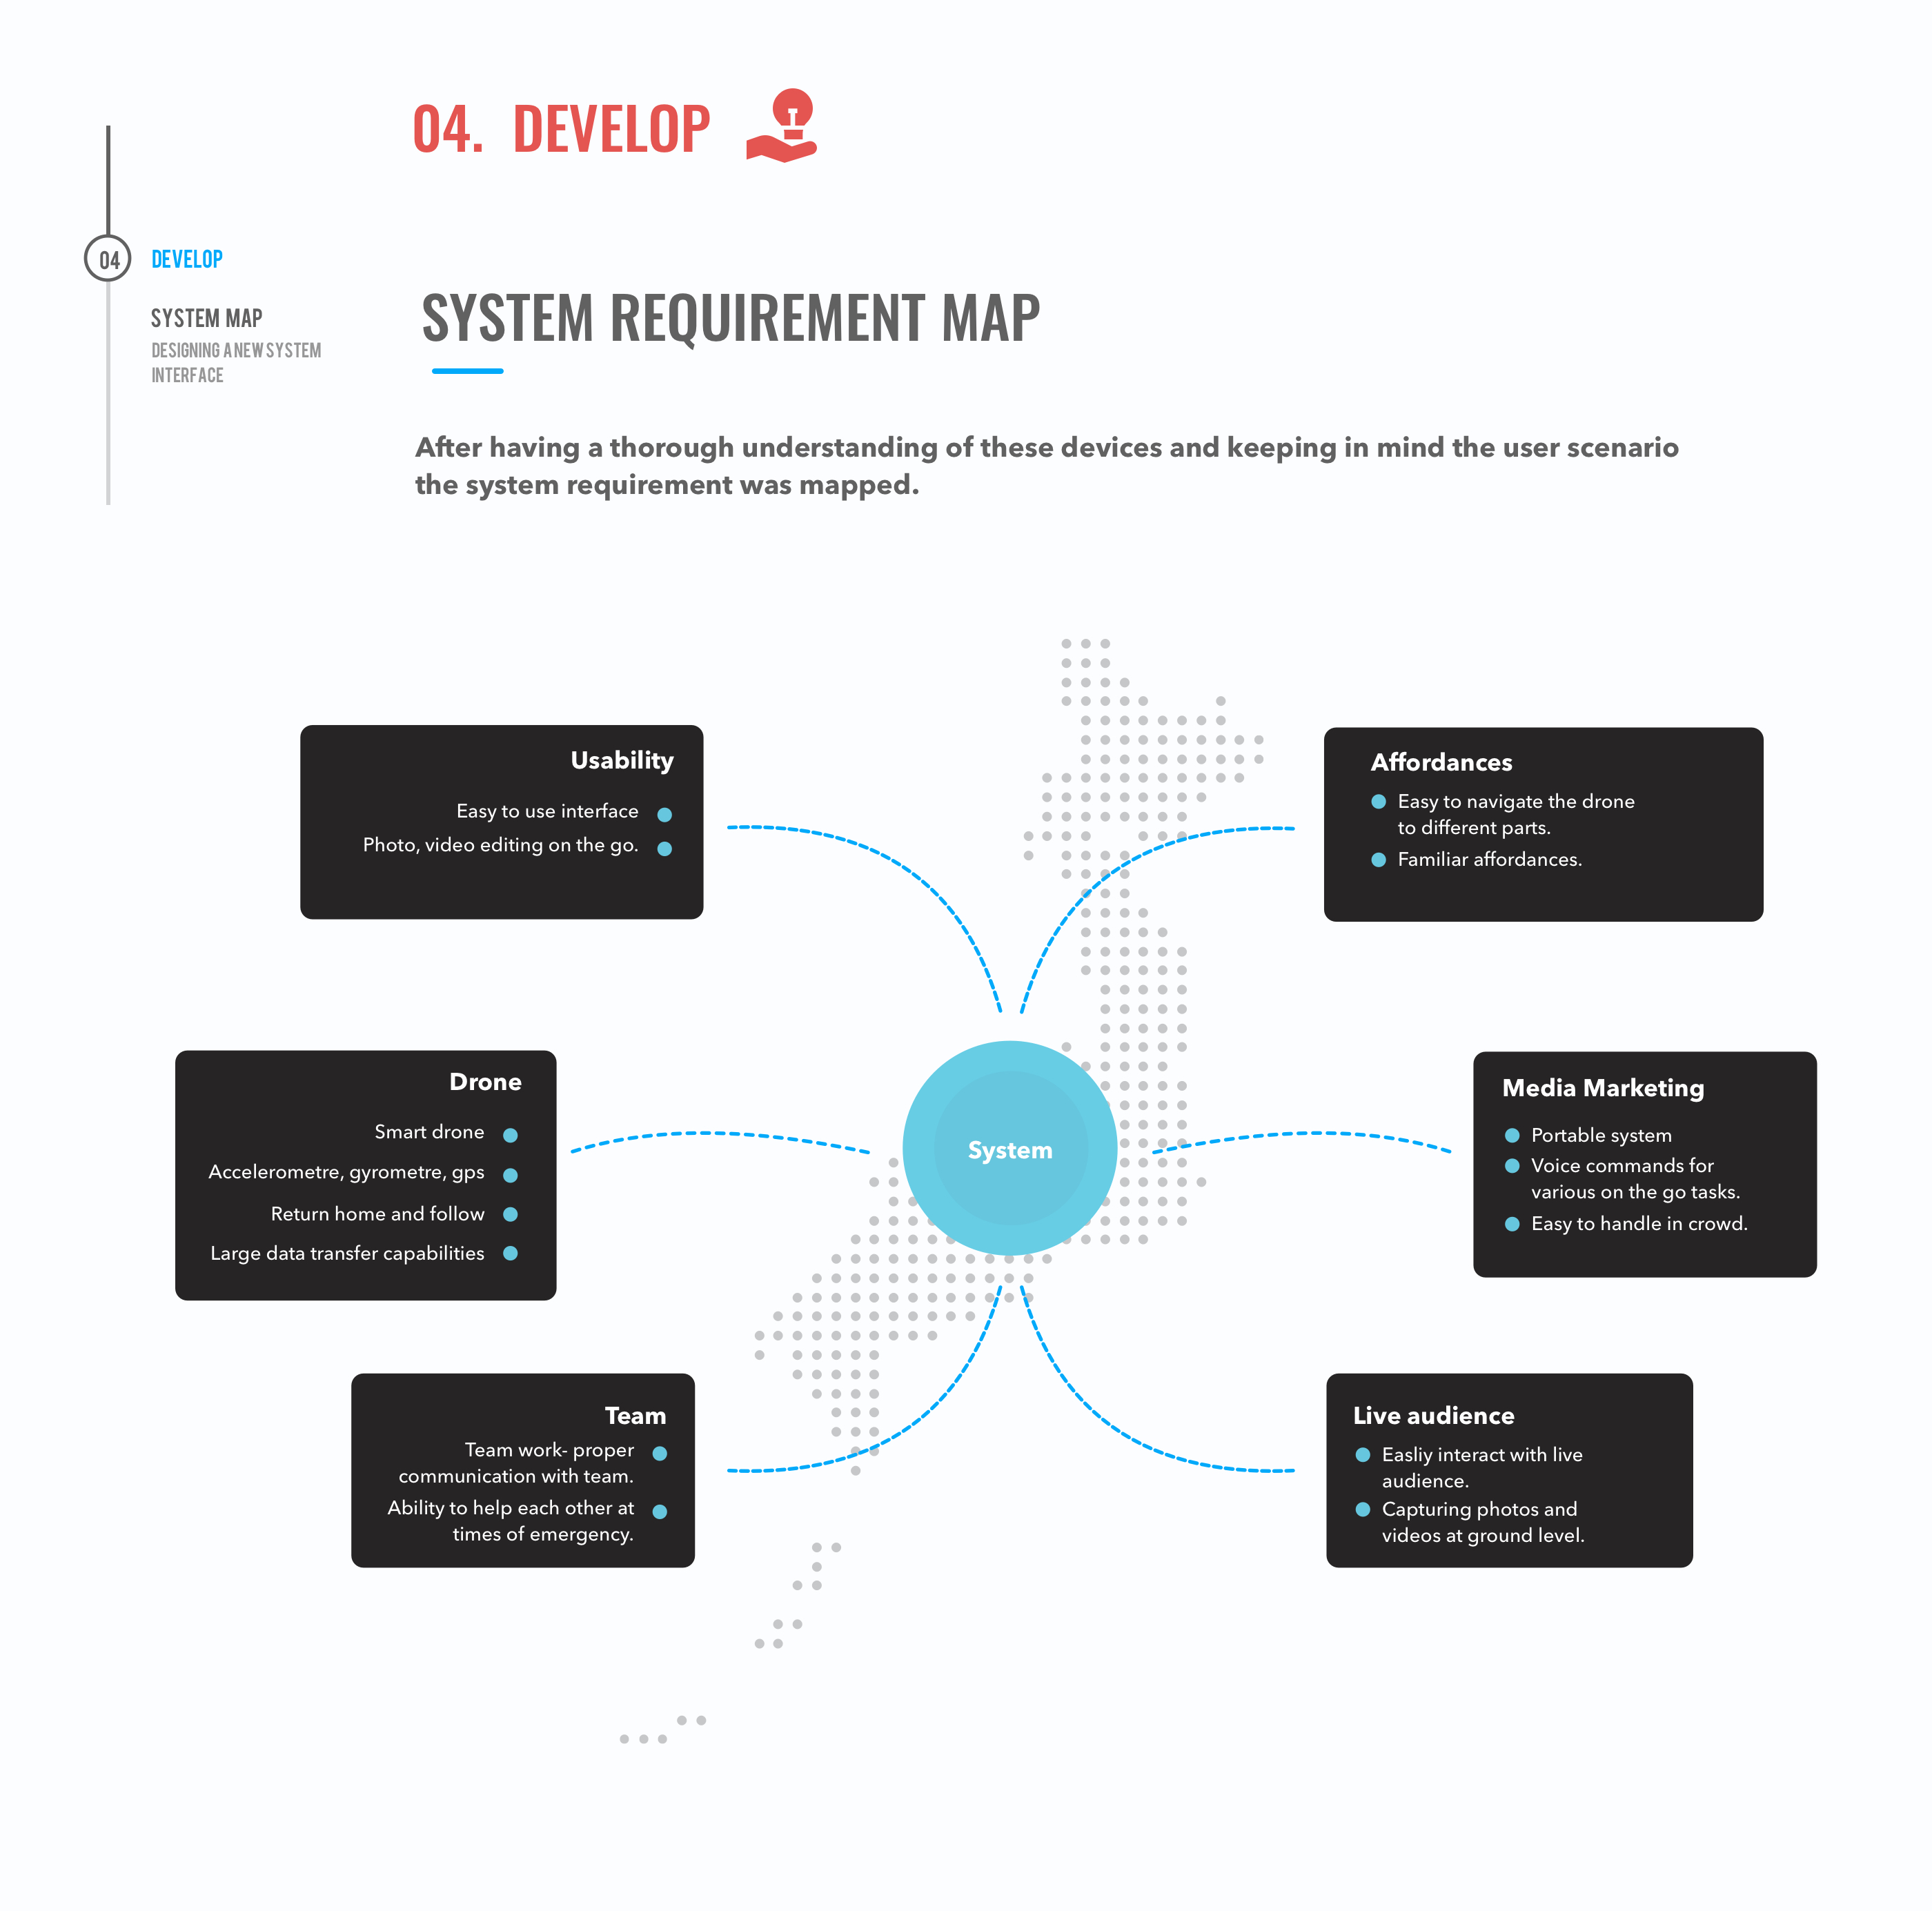 04. DEVELOP
04
DEVELOP
SYSTEM MAP
DESIGNING A NEW SYSTEM
INTERFACE
SYSTEM REQUIREMENT MAP
After having a thorough understanding of these devices and keeping in mind the user scenario
the system requirement was mapped.
Usability
Easy to use interface
Photo, video editing on the go.
Affordances
Easy to navigate the drone
to different parts.
Familiar affordances.
Drone
Smart drone
Accelerometre, gyrometre, gps
Return home and follow
Large data transfer capabilities
System
Media Marketing
Portable system
Voice commands for
various on the go tasks.
Easy to handle in crowd.
Team
Team work- proper
communication with team.
Ability to help each other at
times of emergency.
Live audience
Easliy interact with live
audience.
Capturing photos and
videos at ground level.